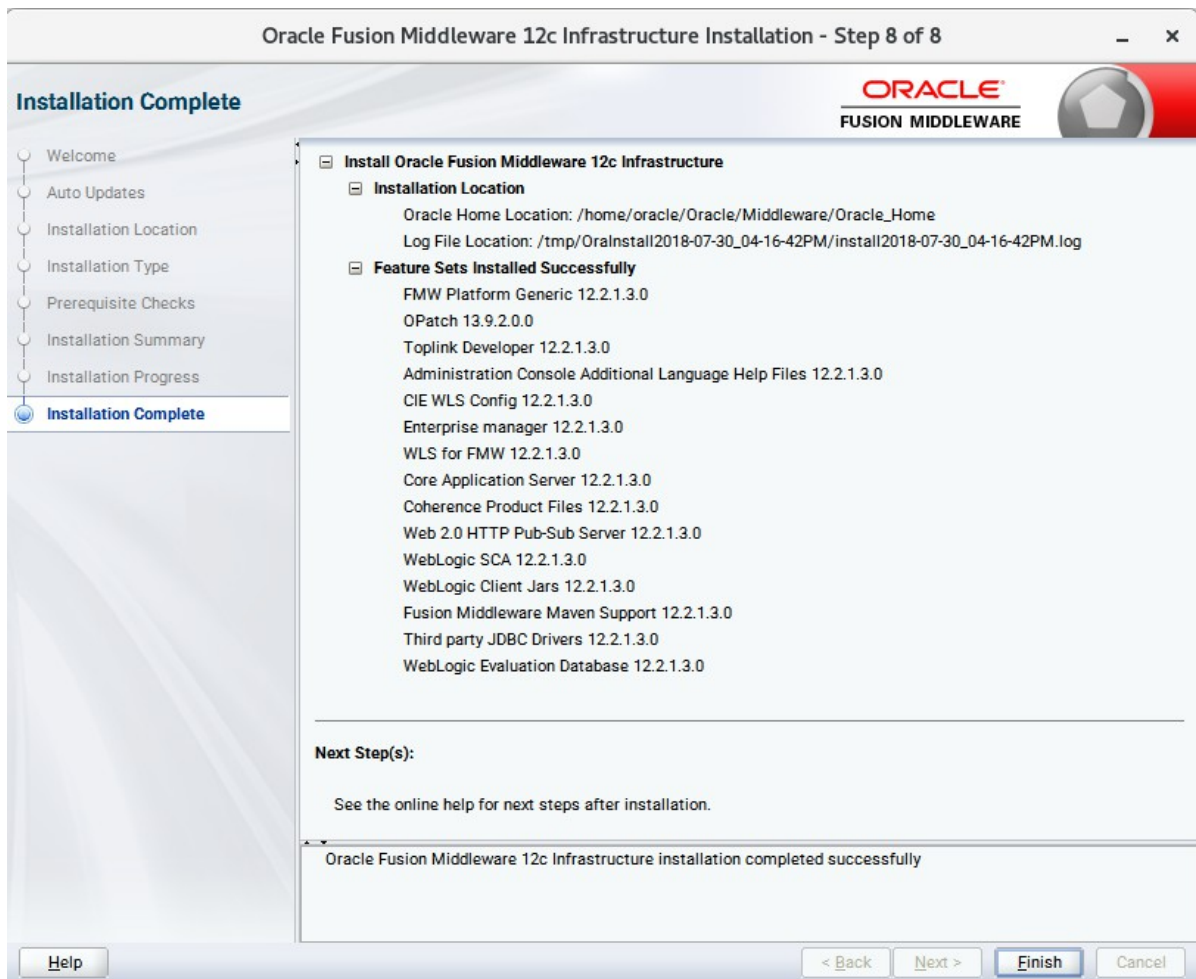 Oracle Fusion Middleware 12c Infrastructure Installation - Step 8 of 8
Installation Complete
ORACLE
FUSION MIDDLEWARE
Welcome
Auto Updates
Installation Location
Installation Type
Prerequisite Checks
Installation Summary
Installation Progress
Installation Complete
Install Oracle Fusion Middleware 12c Infrastructure
Installation Location
Oracle Home Location: /home/oracle/Oracle/Middleware/Oracle_Home
Log File Location: /tmp/OraInstall2018-07-30_04-16-42PM/install2018-07-30_04-16-42PM.log
Feature Sets Installed Successfully
FMW Platform Generic 12.2.1.3.0
OPatch 13.9.2.0.0
Toplink Developer 12.2.1.3.0
Administration Console Additional Language Help Files 12.2.1.3.0
CIE WLS Config 12.2.1.3.0
Enterprise manager 12.2.1.3.0
WLS for FMW 12.2.1.3.0
Core Application Server 12.2.1.3.0
Coherence Product Files 12.2.1.3.0
Web 2.0 HTTP Pub-Sub Server 12.2.1.3.0
WebLogic SCA 12.2.1.3.0
WebLogic Client Jars 12.2.1.3.0
Fusion Middleware Maven Support 12.2.1.3.0
Third party JDBC Drivers 12.2.1.3.0
WebLogic Evaluation Database 12.2.1.3.0
Next Step(s):
See the online help for next steps after installation.
Oracle Fusion Middleware 12c Infrastructure installation completed successfully
Help
< Back
Next >
Finish
Cancel